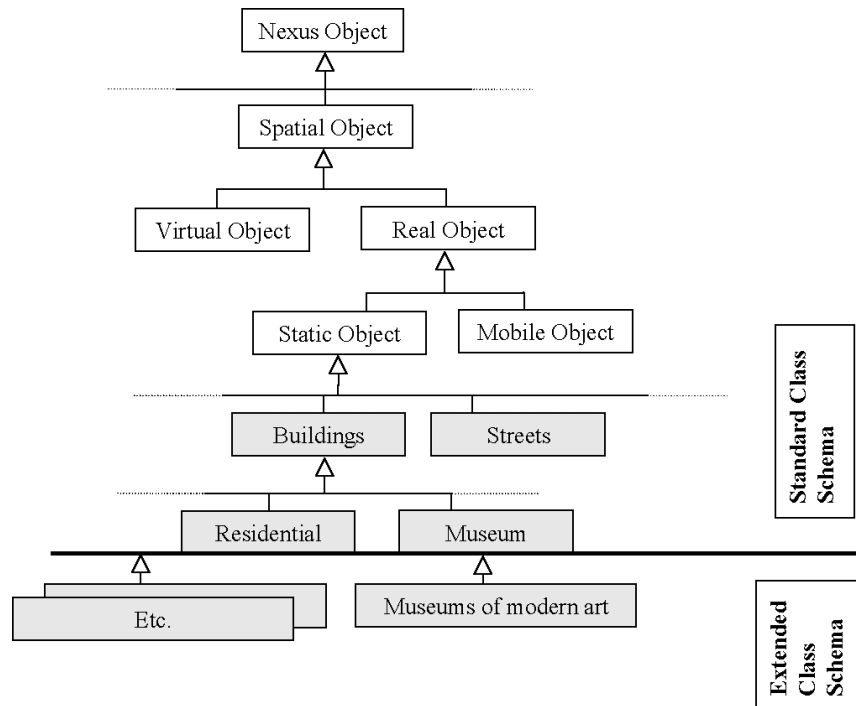 Nexus Object
Spatial Object
Virtual Object
Real Object
Static Object
Mobile Object
Buildings
Streets
Residential
Museum
Etc.
Museums of modern art
Standard Class
Schema
Extended
Class
Schema